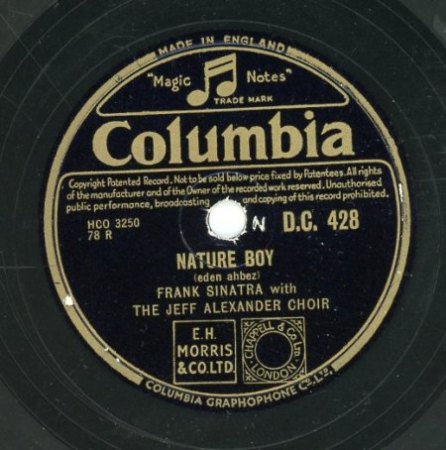 MADE IN ENGLAND
"Magic Notes"
TRADE MARK
Columbia
Copyright Patented Record. Not to be sold below price fixed by Patentees. All rights
of the manufacturer and of the Owner of the recorded work reserved. Unauthorised
public performance, broadcasting and copying of this record prohibited.
HCO 3250
78 R
N
D.C. 428
NATURE BOY
(eden ahbez)
FRANK SINATRA with
THE JEFF ALEXANDER CHOIR
E.H.
MORRIS
& CO. LTD.
CHAPPELL & Co. LTD. LONDON
COLUMBIA GRAPHOPHONE Co. LTD.